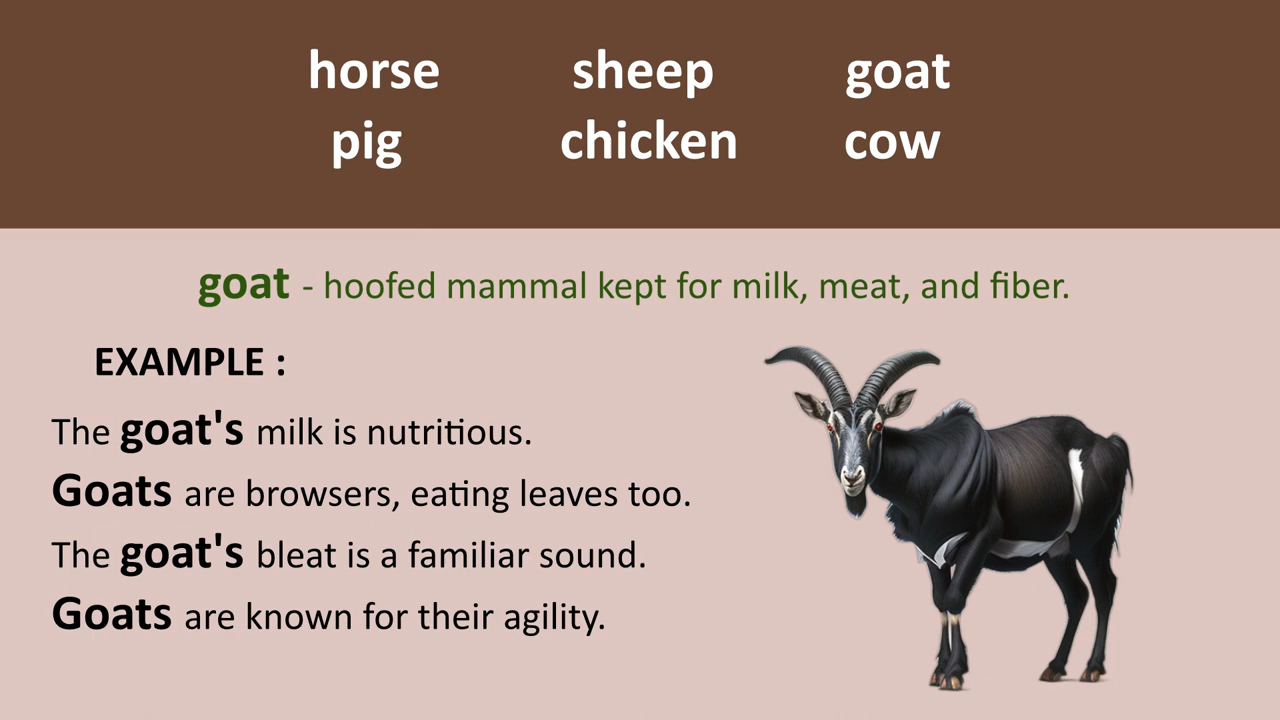 horse sheep goat
pig chicken cow
goat - hoofed mammal kept for milk, meat, and fiber.
EXAMPLE :
The goat's milk is nutritious.
Goats are browsers, eating leaves too.
The goat's bleat is a familiar sound.
Goats are known for their agility.